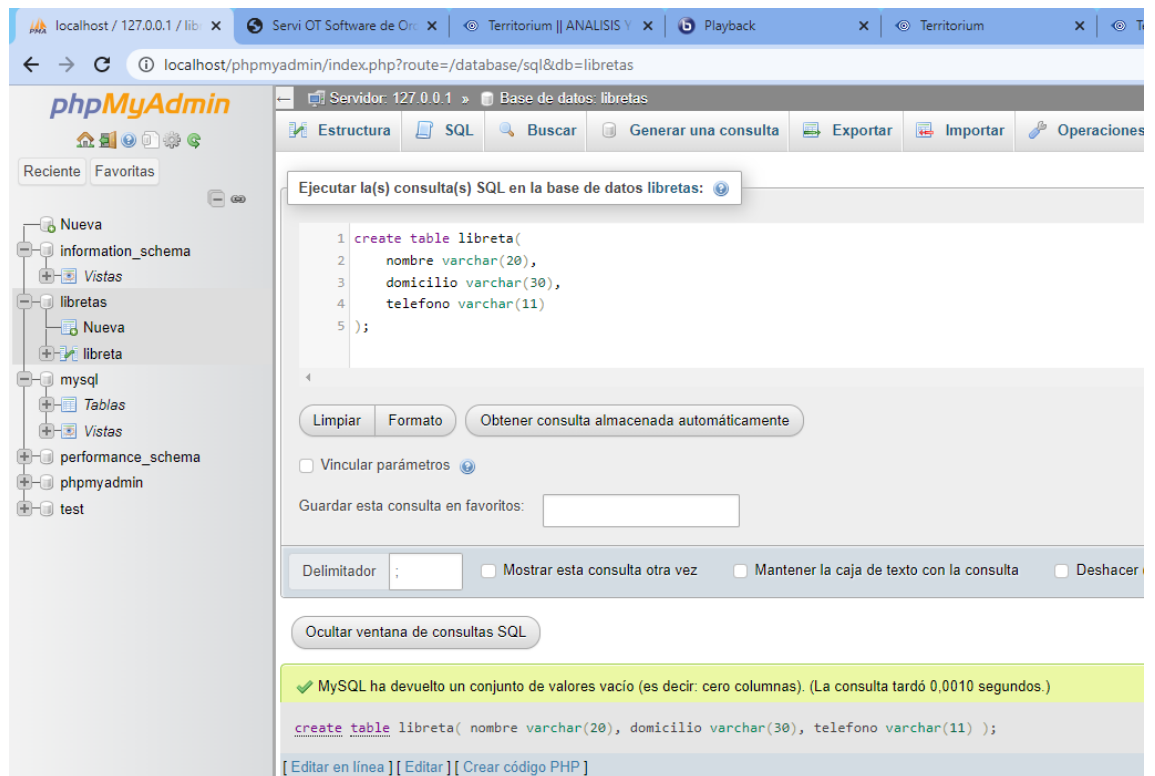 localhost / 127.0.0.1 / lib
Servi OT Software de Or
Territorium || ANALISIS Y
Playback
Territorium
localhost/phpmyadmin/index.php?route=/database/sql&db=libretas
phpMyAdmin
Reciente Favoritas
Nueva
information_schema
Vistas
libretas
Nueva
libreta
mysql
Tablas
Vistas
performance_schema
phpmyadmin
test
Servidor: 127.0.0.1 » Base de datos: libretas
Estructura SQL Buscar Generar una consulta Exportar Importar Operaciones
Ejecutar la(s) consulta(s) SQL en la base de datos libretas:
1 create table libreta(
2 nombre varchar(20),
3 domicilio varchar(30),
4 telefono varchar(11)
5 );
Limpiar Formato Obtener consulta almacenada automáticamente
Vincular parámetros
Guardar esta consulta en favoritos:
Delimitador ; Mostrar esta consulta otra vez Mantener la caja de texto con la consulta Deshacer
Ocultar ventana de consultas SQL
MySQL ha devuelto un conjunto de valores vacío (es decir: cero columnas). (La consulta tardó 0,0010 segundos.)
create table libreta( nombre varchar(20), domicilio varchar(30), telefono varchar(11) );
[ Editar en línea ] [ Editar ] [ Crear código PHP ]